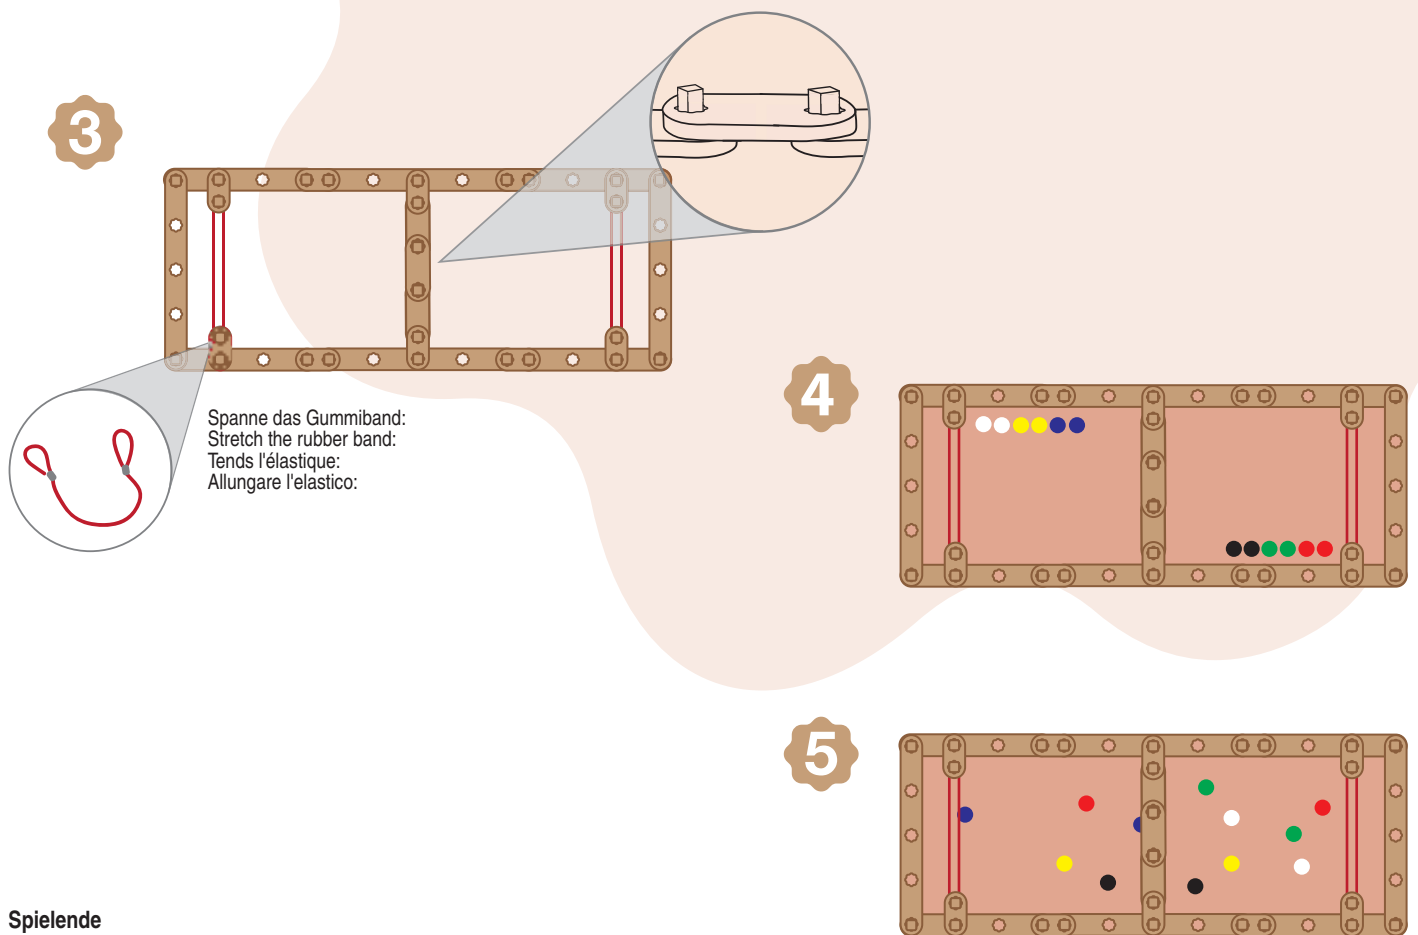 3
Spanne das Gummiband:
Stretch the rubber band:
Tends l'élastique:
Allungare l'elastico:
4
5
Spielende